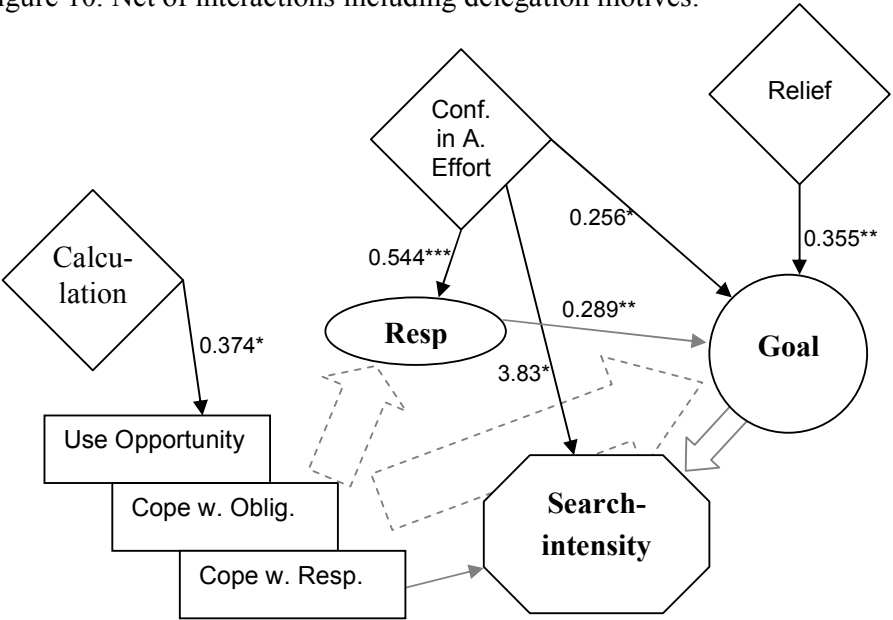 igure 10. Net of interactions including delegation motives.
Conf.
in A.
Effort
Relief
0.256*
0.355**
0.544***
Calcu-
lation
0.289**
Resp
Goal
0.374*
3.83*
Use Opportunity
Cope w. Oblig.
Search-
intensity
Cope w. Resp.